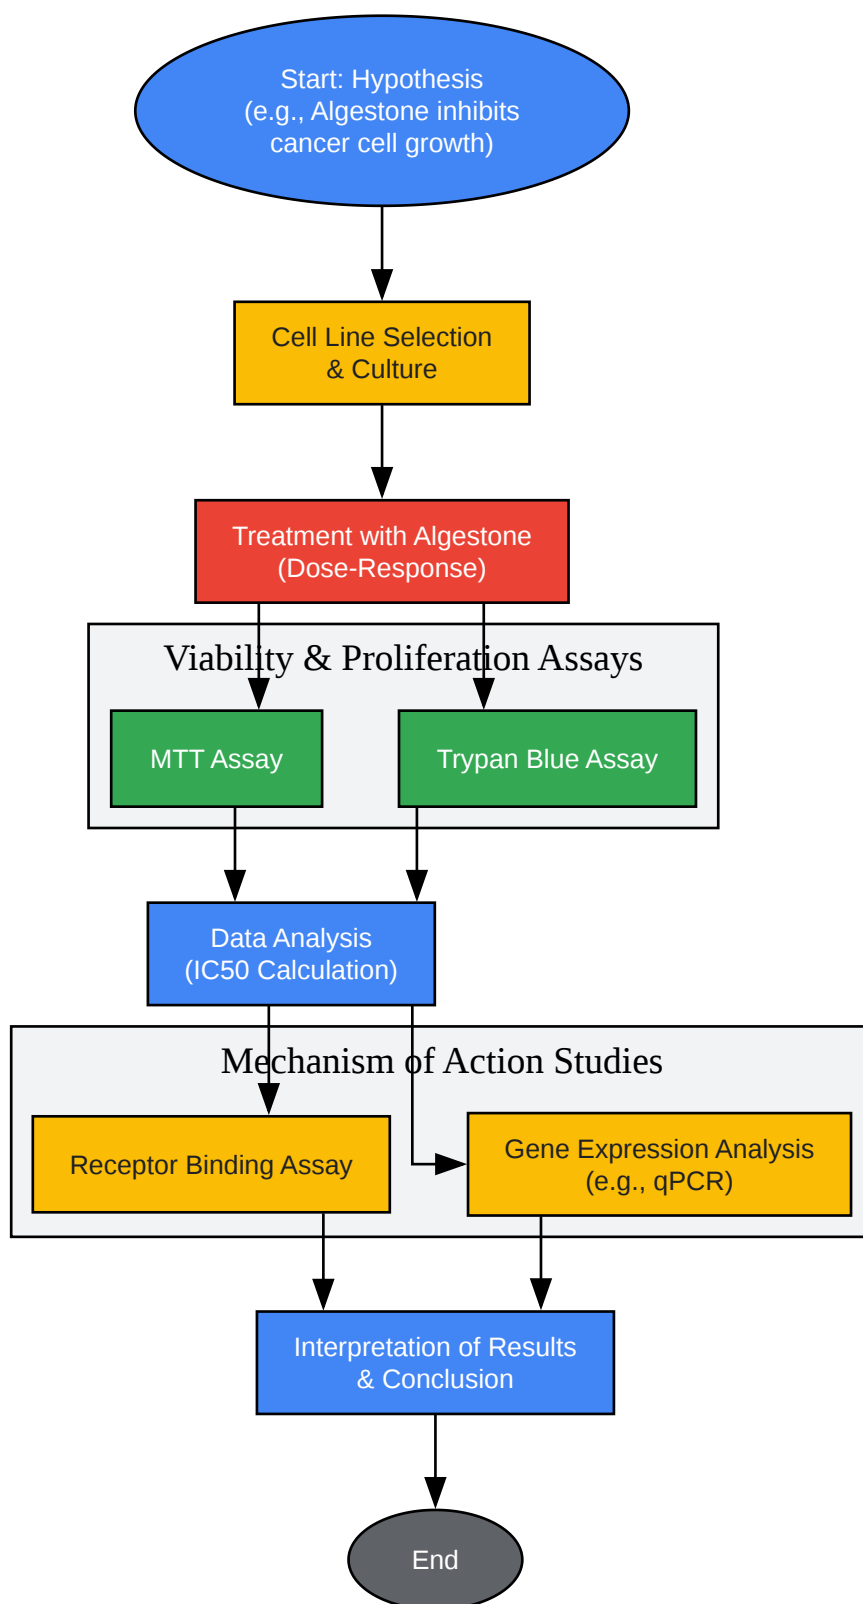 Start: Hypothesis
(e.g., Algestone inhibits
cancer cell growth)
Cell Line Selection
& Culture
Treatment with Algestone
(Dose-Response)
Viability & Proliferation Assays
MTT Assay
Trypan Blue Assay
Data Analysis
(IC50 Calculation)
Mechanism of Action Studies
Receptor Binding Assay
Gene Expression Analysis
(e.g., qPCR)
Interpretation of Results
& Conclusion
End